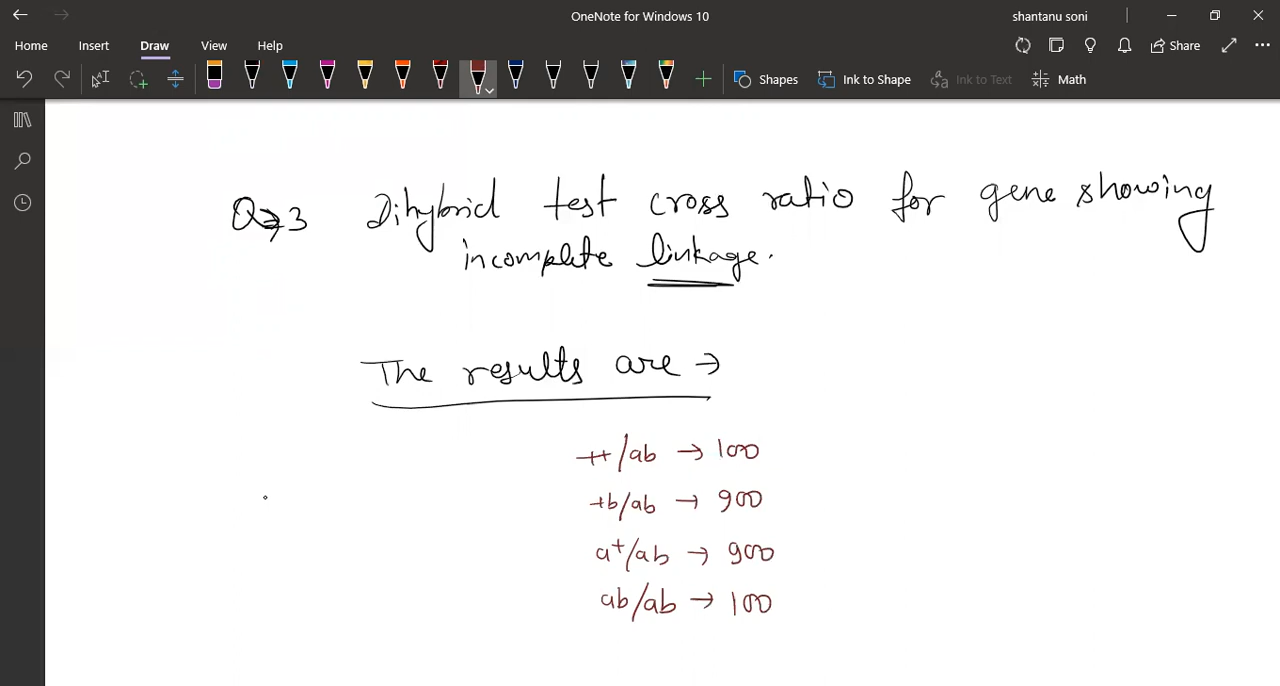 OneNote for Windows 10
shantanu soni
Home Insert Draw View Help
Share
Shapes Ink to Shape Ink to Text Math
Q→3 Dihybrid test cross ratio for gene showing
incomplete linkage.
The results are →
++/ab → 100
+b/ab → 900
a+/ab → 900
ab/ab → 100